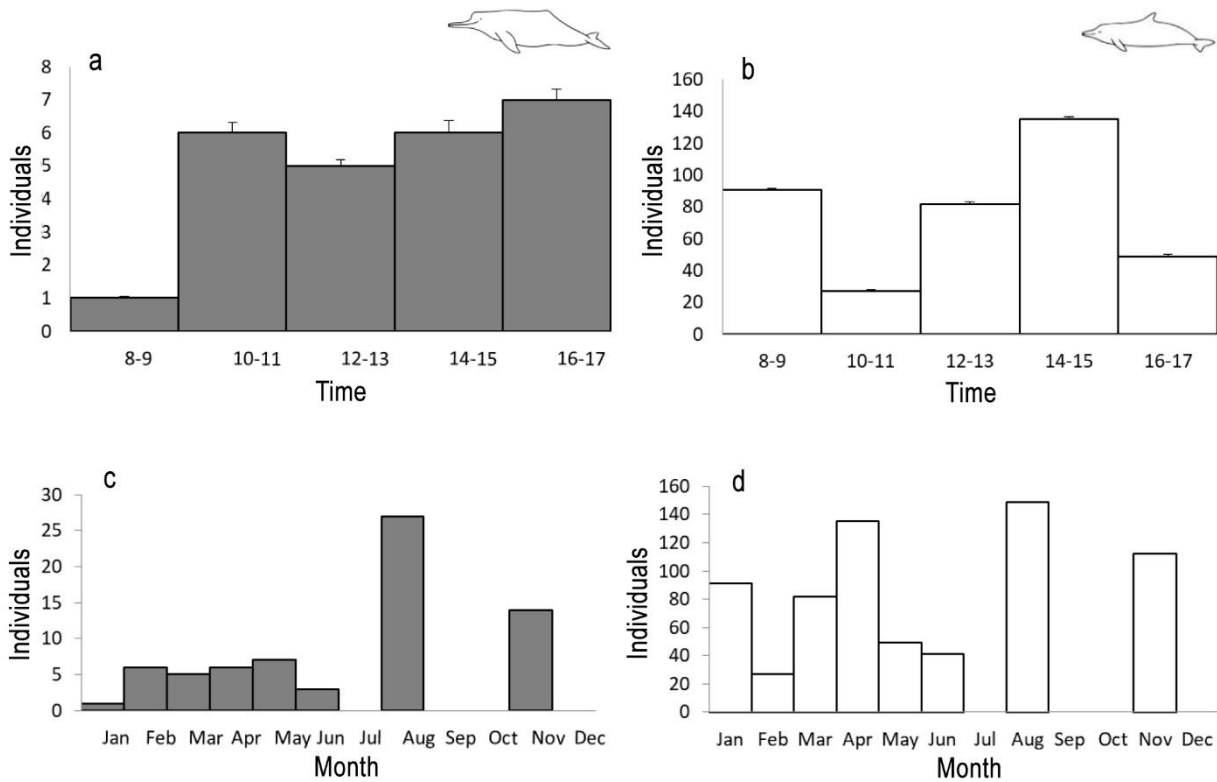 a
8
7
6
5
4
3
2
1
0
Individuals
8-9 10-11 12-13 14-15 16-17
Time
b
160
140
120
100
80
60
40
20
0
Individuals
8-9 10-11 12-13 14-15 16-17
Time
c
30
25
20
15
10
5
0
Individuals
Jan Feb Mar Apr May Jun Jul Aug Sep Oct Nov Dec
Month
d
160
140
120
100
80
60
40
20
0
Individuals
Jan Feb Mar Apr May Jun Jul Aug Sep Oct Nov Dec
Month